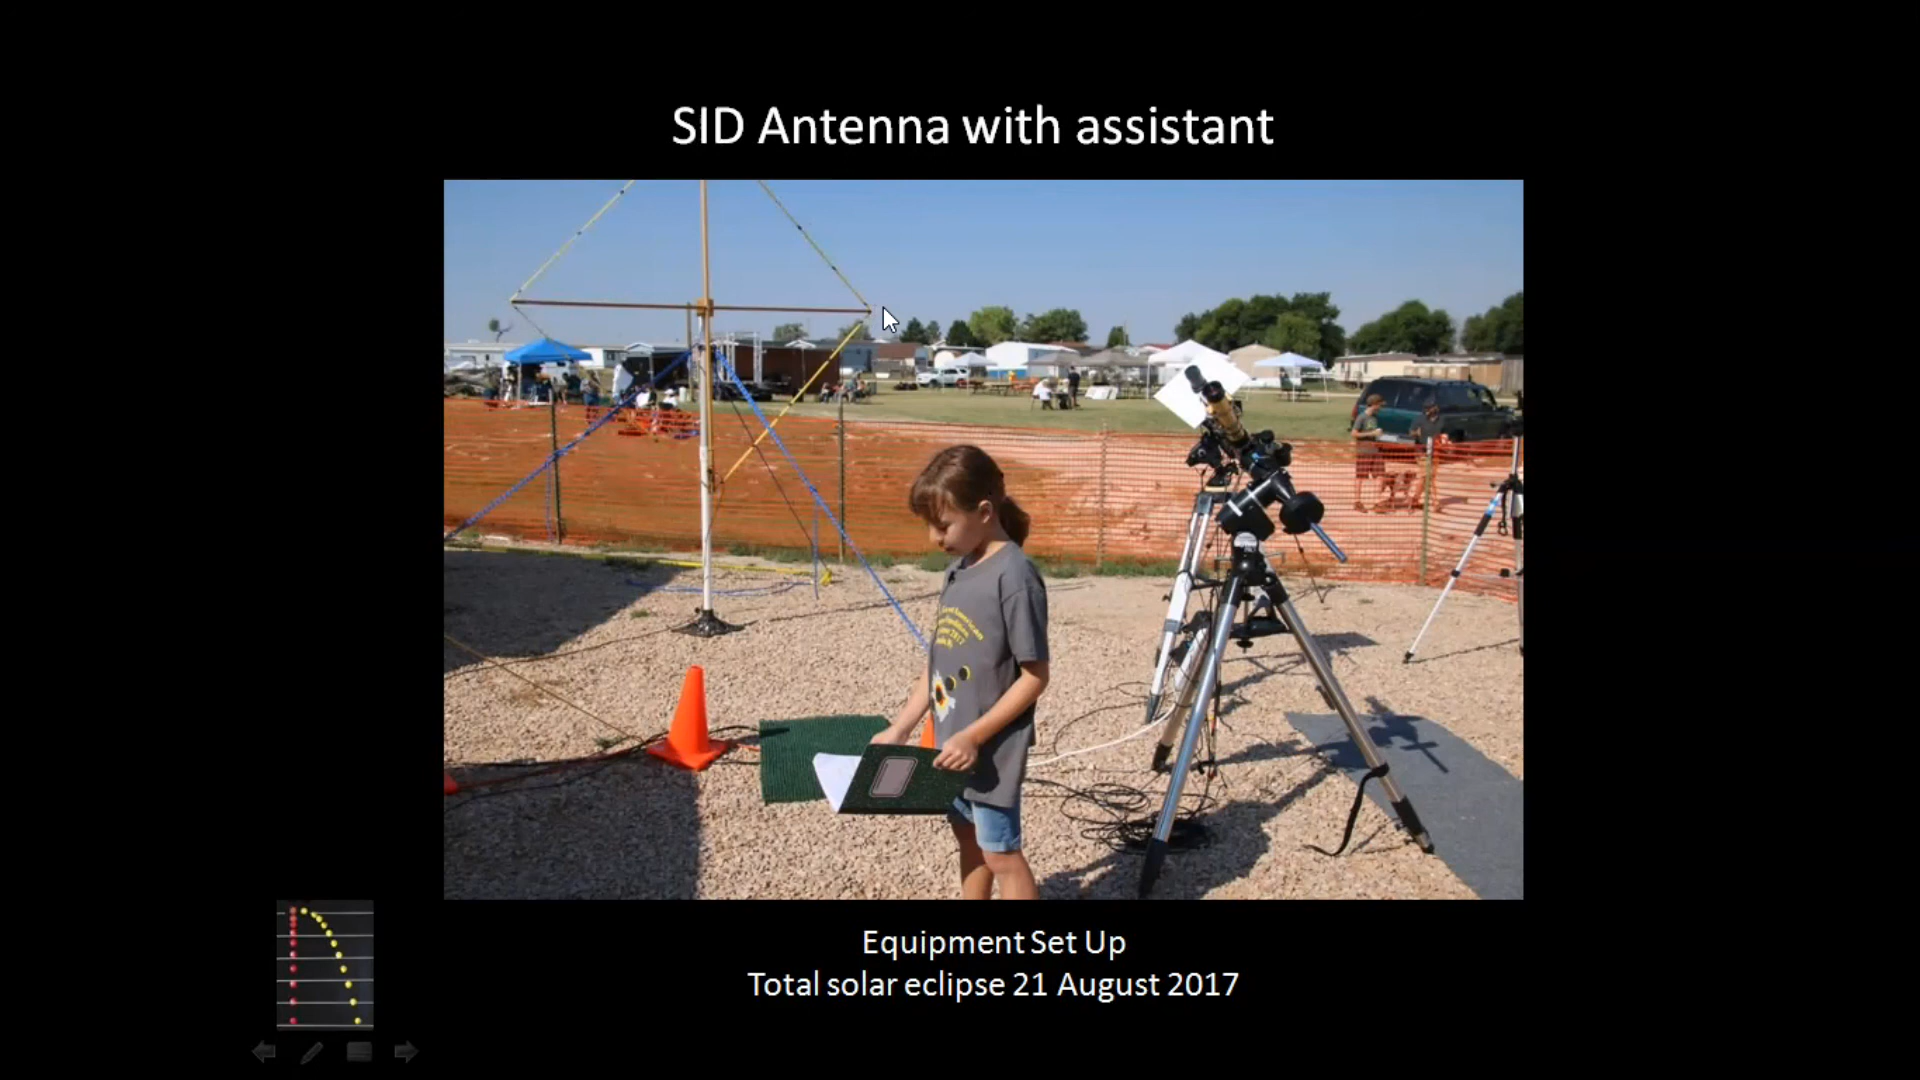 SID Antenna with assistant
Equipment Set Up
Total solar eclipse 21 August 2017